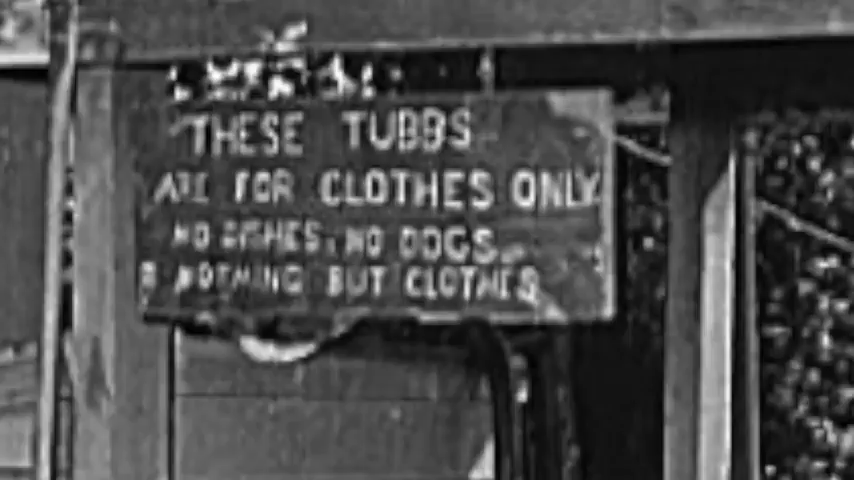 THESE TUBBS
ARE FOR CLOTHES ONLY
NO DISHES, NO DOGS
NOTHING BUT CLOTHES